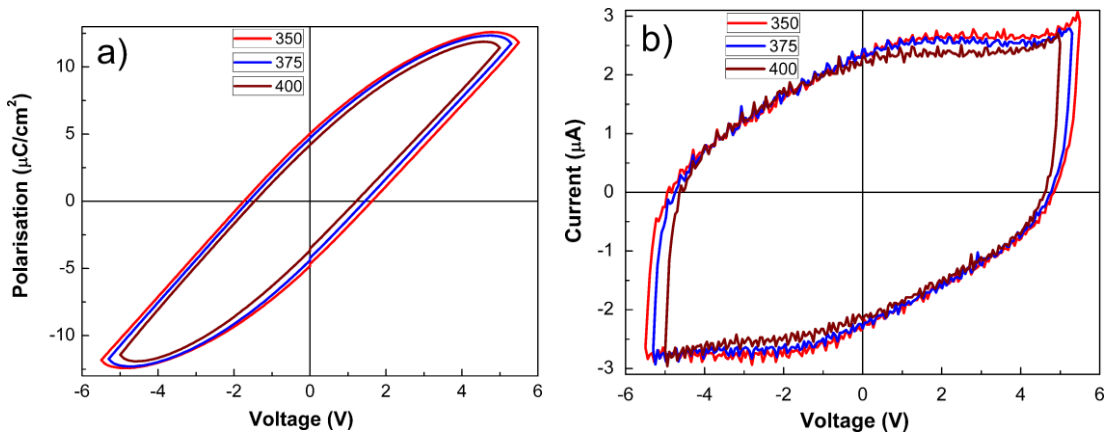 a)
350
375
400
10
5
0
-5
-10
Polarisation (μC/cm²)
-6 -4 -2 0 2 4 6
Voltage (V)
b)
350
375
400
3
2
1
0
-1
-2
-3
Current (μA)
-6 -4 -2 0 2 4 6
Voltage (V)